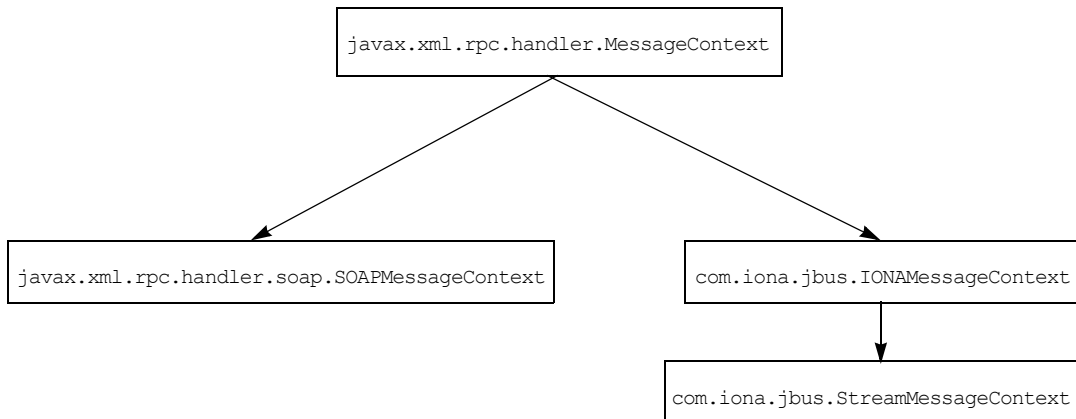 javax.xml.rpc.handler.MessageContext
javax.xml.rpc.handler.soap.SOAPMessageContext
com.iona.jbus.IONAMessageContext
com.iona.jbus.StreamMessageContext